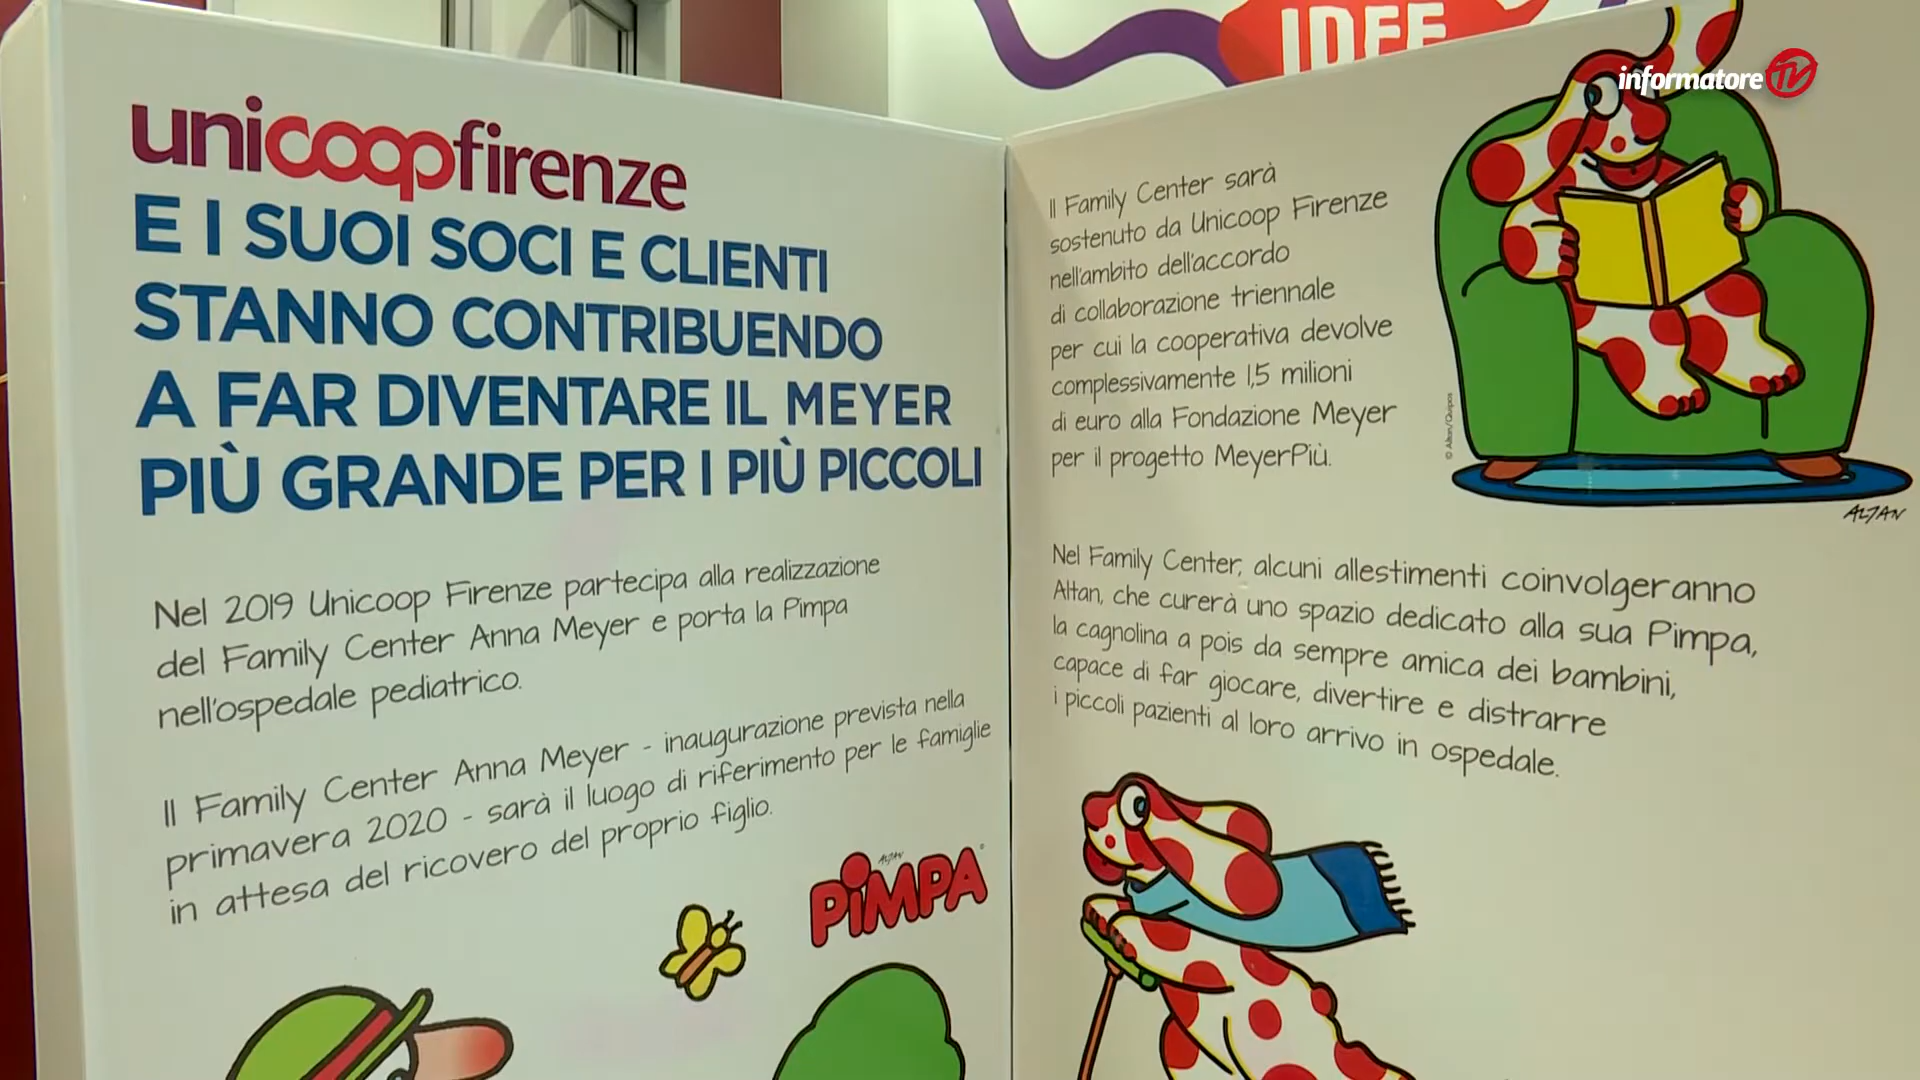 IDEE
informatore TV
unicoopfirenze
E I SUOI SOCI E CLIENTI
STANNO CONTRIBUENDO
A FAR DIVENTARE IL MEYER
PIÙ GRANDE PER I PIÙ PICCOLI
Nel 2019 Unicoop Firenze partecipa alla realizzazione
del Family Center Anna Meyer e porta la Pimpa
nell'ospedale pediatrico.
Il Family Center Anna Meyer - inaugurazione prevista nella
primavera 2020 - sarà il luogo di riferimento per le famiglie
in attesa del ricovero del proprio figlio.
ALTAN
PIMPA
Il Family Center sarà
sostenuto da Unicoop Firenze
nell'ambito dell'accordo
di collaborazione triennale
per cui la cooperativa devolve
complessivamente 1,5 milioni
di euro alla Fondazione Meyer
per il progetto MeyerPiù.
© Altan/Quipos
ALTAN
Nel Family Center, alcuni allestimenti coinvolgeranno
Altan, che curerà uno spazio dedicato alla sua Pimpa,
la cagnolina a pois da sempre amica dei bambini,
capace di far giocare, divertire e distrarre
i piccoli pazienti al loro arrivo in ospedale.